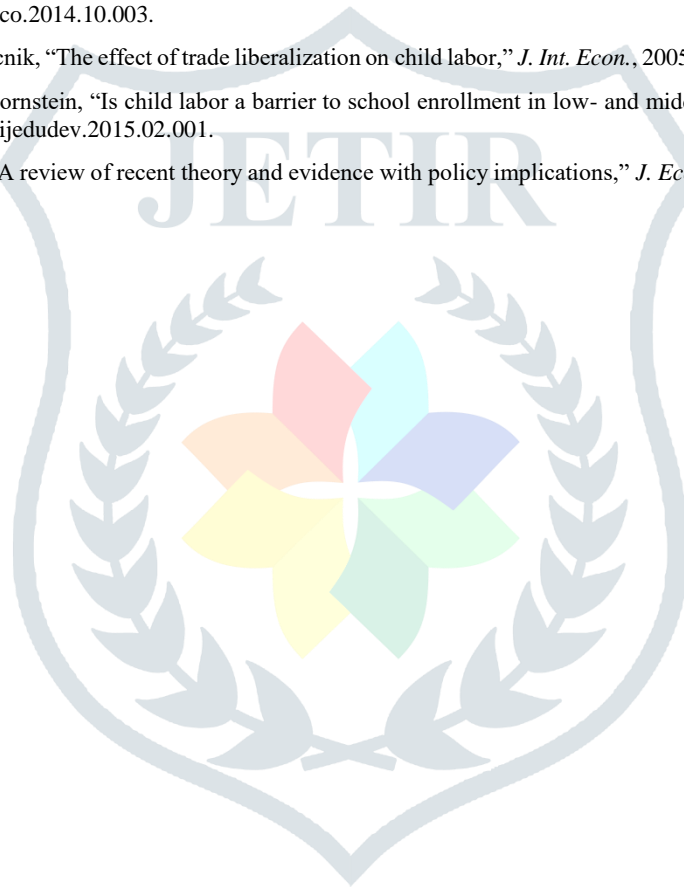 co.2014.10.003.
cnik, “The effect of trade liberalization on child labor,” J. Int. Econ., 2005
ornstein, “Is child labor a barrier to school enrollment in low- and midd
ijedudev.2015.02.001.
A review of recent theory and evidence with policy implications,” J. Ec
JETIR